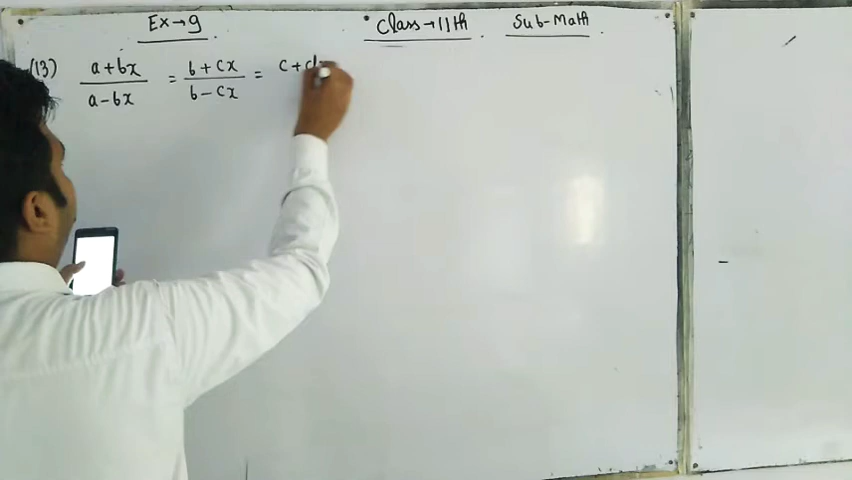 Ex→9 Class→11th Sub-Math
(13) a+bx / a-bx = b+cx / b-cx = c+d